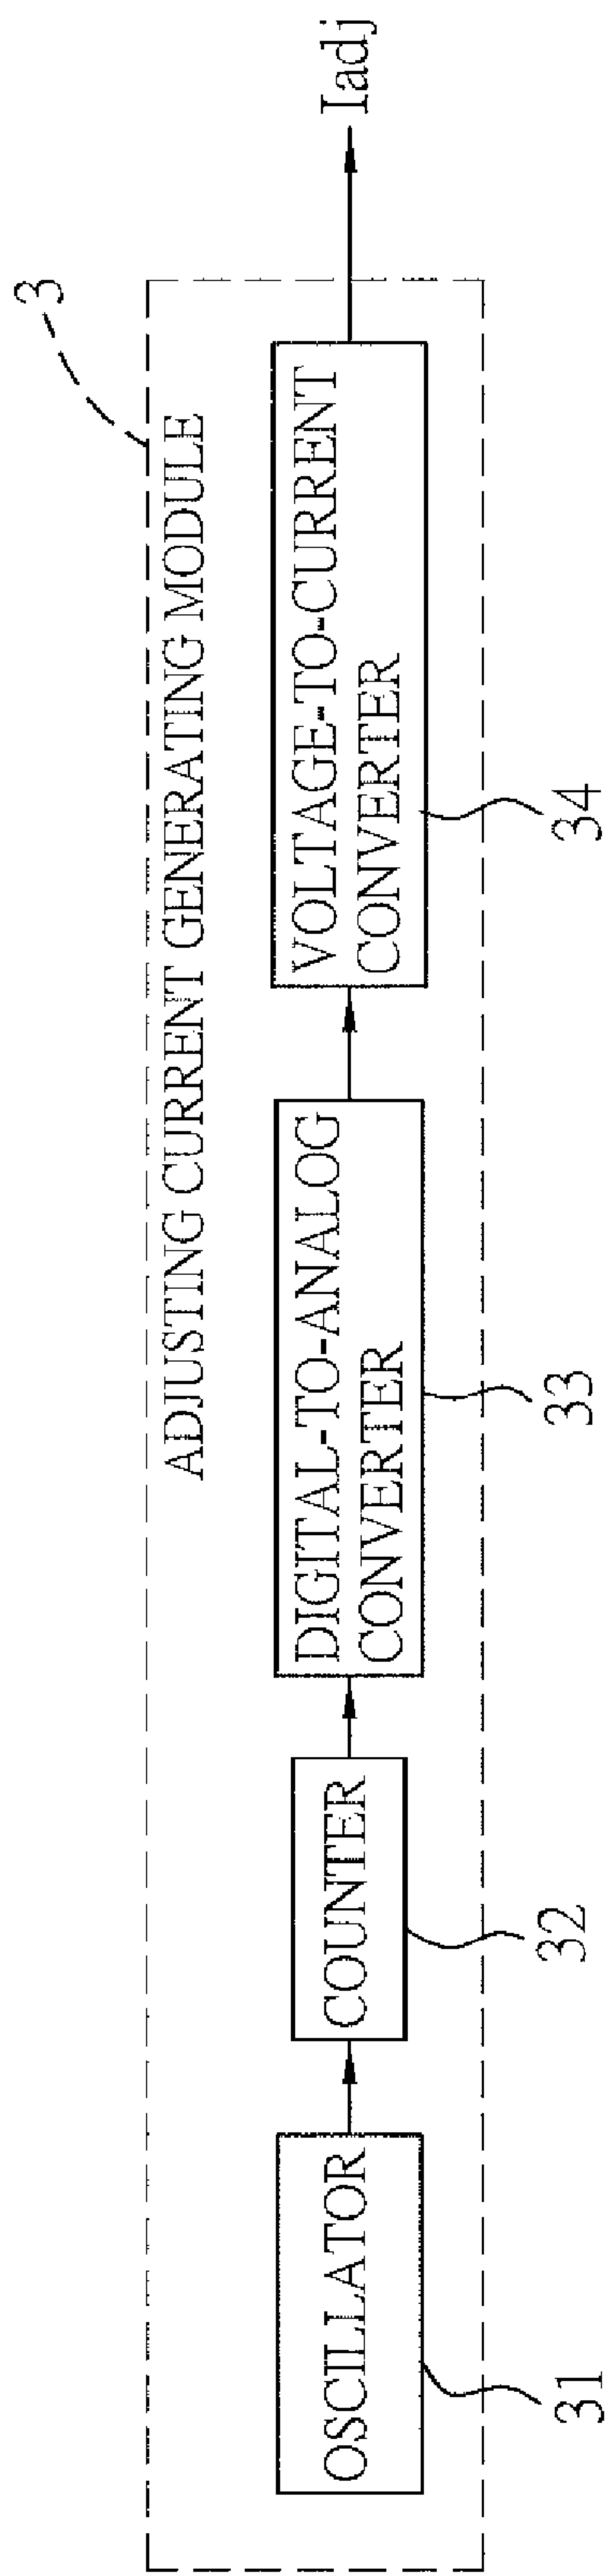 3
ADJUSTING CURRENT GENERATING MODULE
OSCILLATOR
COUNTER
DIGITAL-TO-ANALOG
CONVERTER
VOLTAGE-TO-CURRENT
CONVERTER
Iadj
31
32
33
34